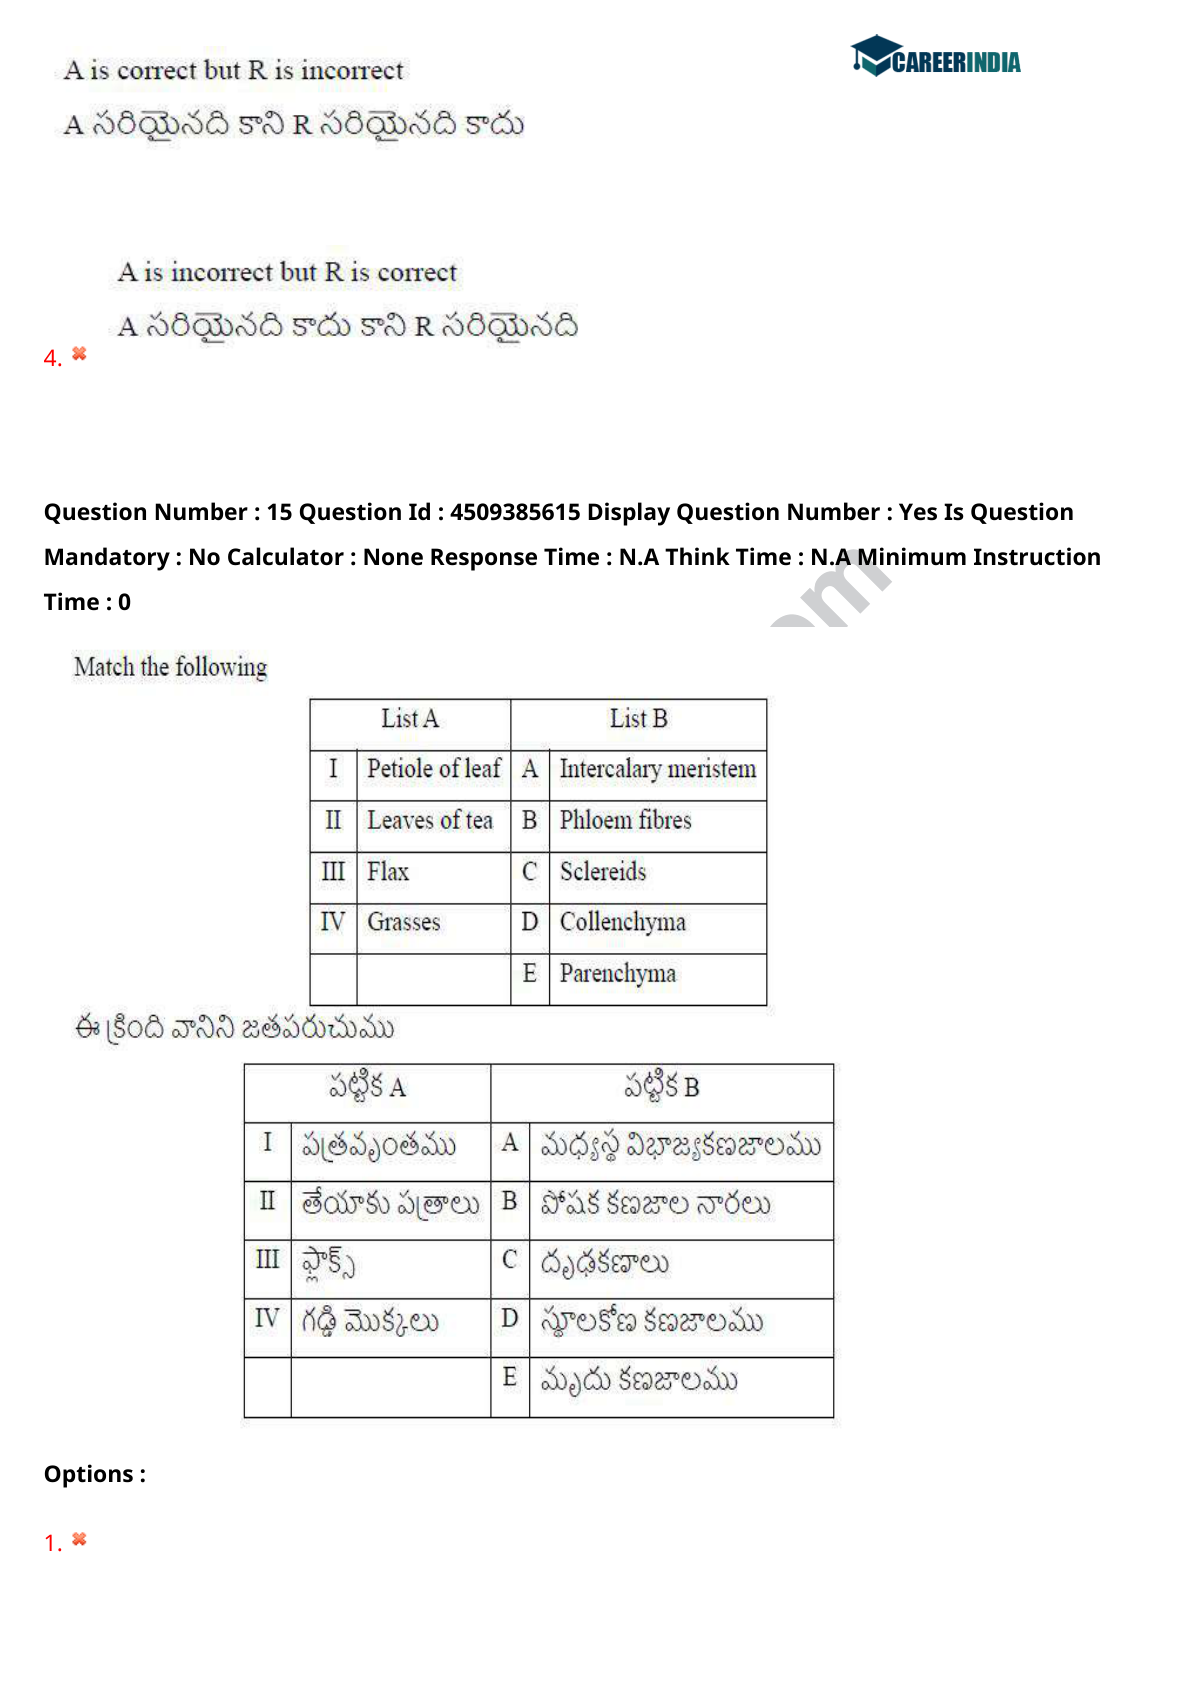 CAREERINDIA
A is correct but R is incorrect
A సరియైనది కాని R సరియైనది కాదు
A is incorrect but R is correct
A సరియైనది కాదు కాని R సరియైనది
4.
Question Number : 15 Question Id : 4509385615 Display Question Number : Yes Is Question
Mandatory : No Calculator : None Response Time : N.A Think Time : N.A Minimum Instruction
Time : 0
om
Match the following
List A List B
I Petiole of leaf A Intercalary meristem
II Leaves of tea B Phloem fibres
III Flax C Sclereids
IV Grasses D Collenchyma
E Parenchyma
ఈ క్రింది వానిని జతపరుచుము
పట్టిక A పట్టిక B
I పత్రవృంతము A మధ్యస్థ విభాజ్యకణజాలము
II తేయాకు పత్రాలు B పోషక కణజాల నారలు
III ఫ్లాక్స్ C దృఢకణాలు
IV గడ్డి మొక్కలు D స్థూలకోణ కణజాలము
E మృదు కణజాలము
Options :
1.